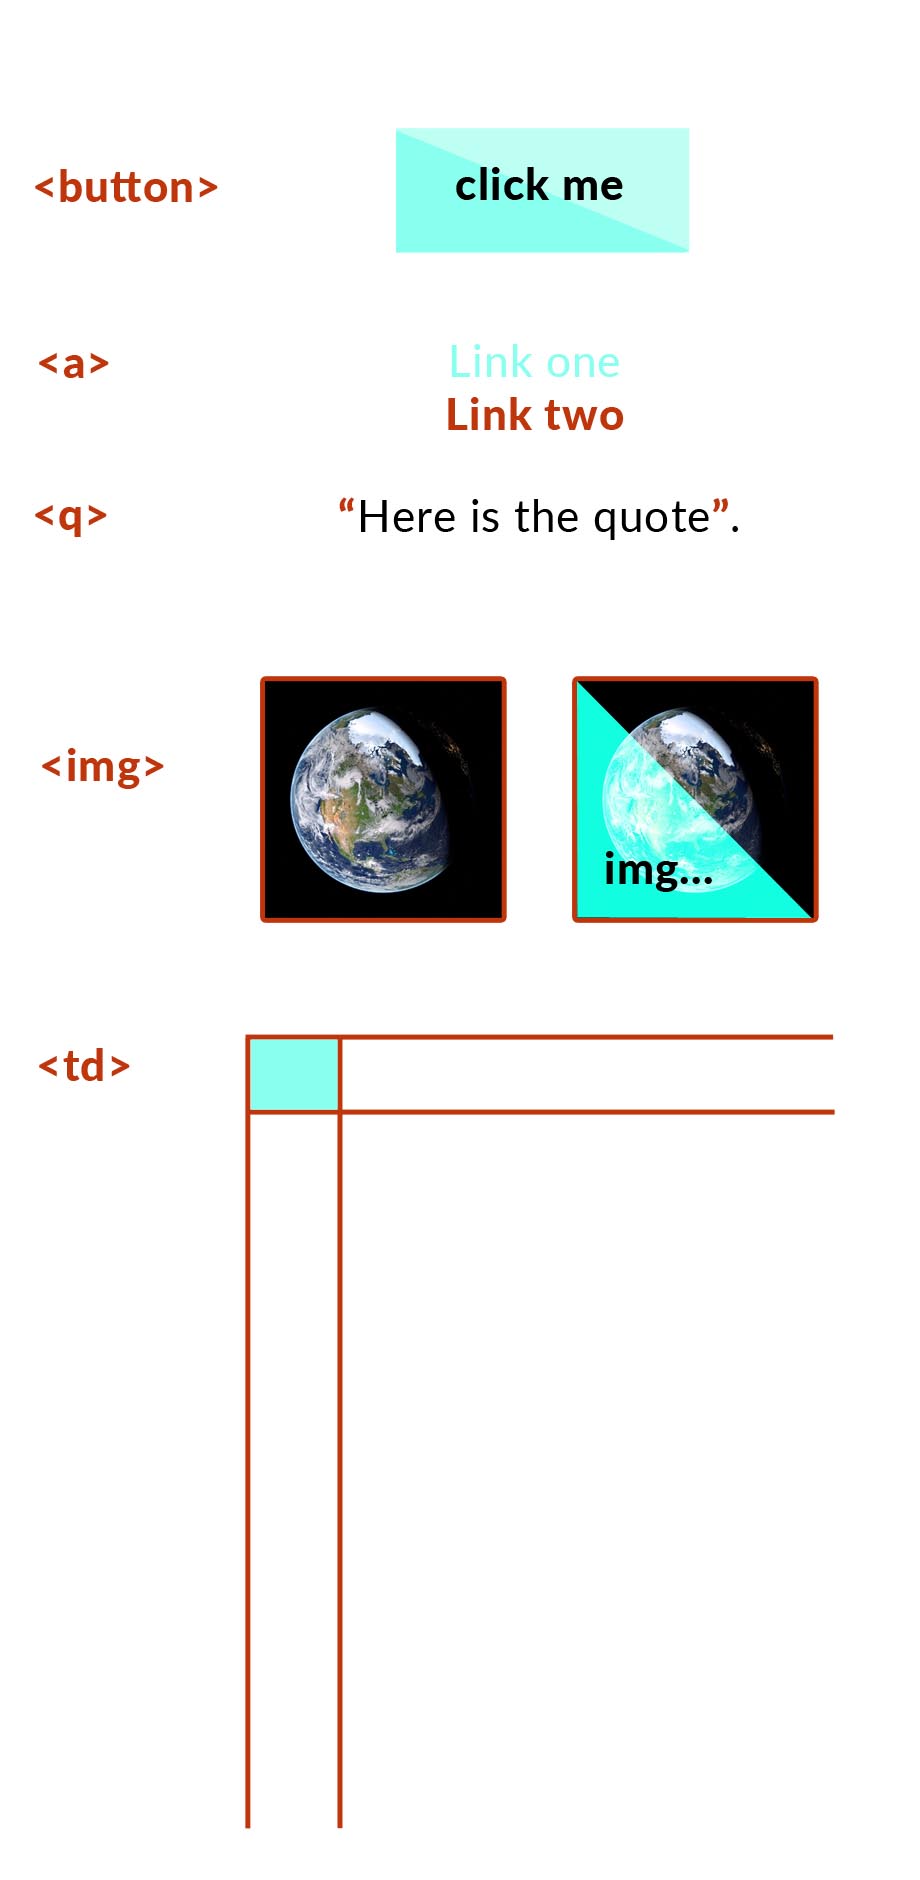 <button>
click me
<a>
Link one
Link two
<q>
“Here is the quote”.
<img>
img...
<td>